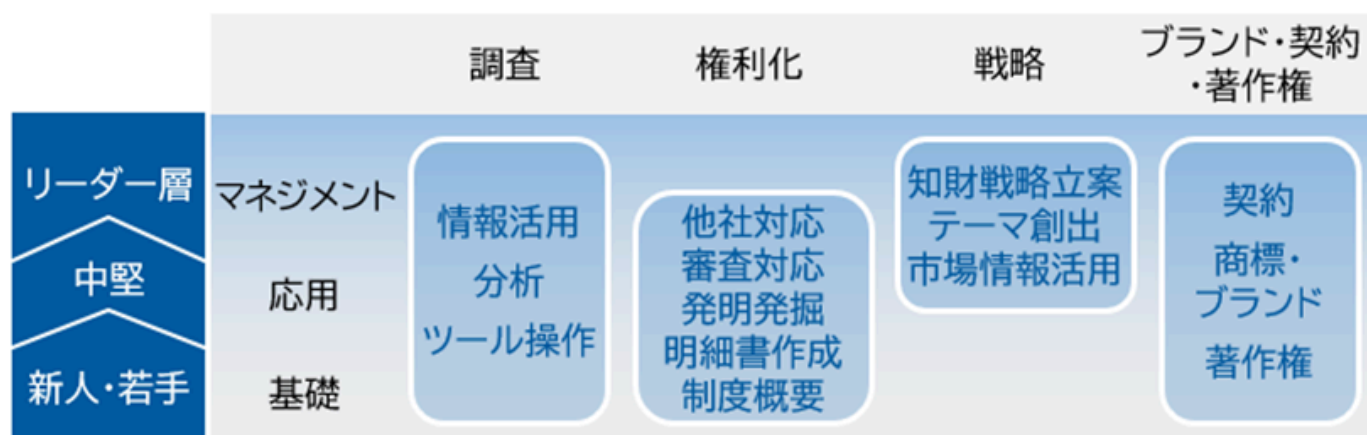 調査
権利化
戦略
ブランド・契約
・著作権
リーダー層
中堅
新人・若手
マネジメント
応用
基礎
情報活用
分析
ツール操作
他社対応
審査対応
発明発掘
明細書作成
制度概要
知財戦略立案
テーマ創出
市場情報活用
契約
商標・
ブランド
著作権